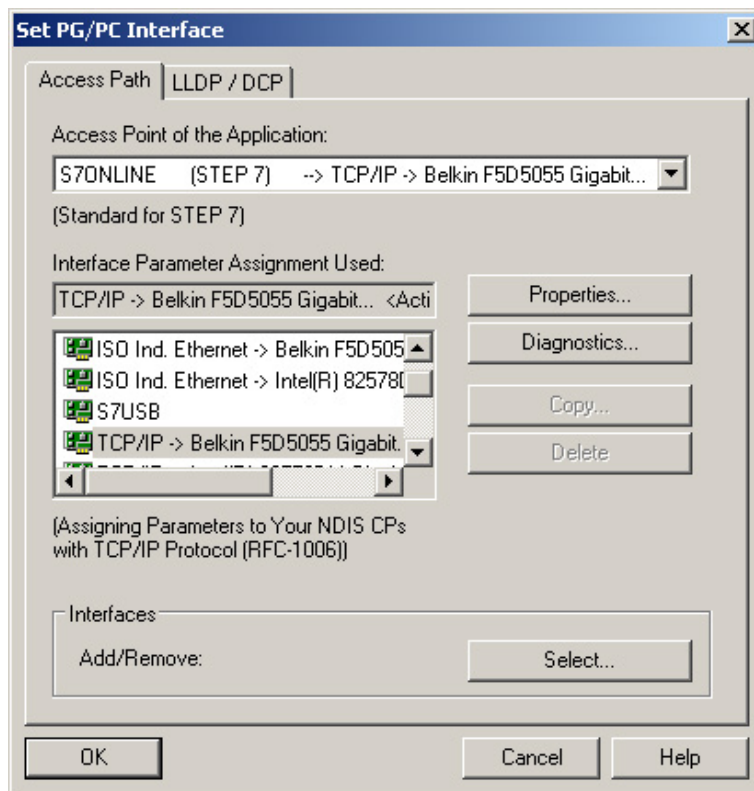 Set PG/PC Interface
Access Path
LLDP / DCP
Access Point of the Application:
S7ONLINE (STEP 7) --> TCP/IP -> Belkin F5D5055 Gigabit...
(Standard for STEP 7)
Interface Parameter Assignment Used:
TCP/IP -> Belkin F5D5055 Gigabit... <Acti
Properties...
ISO Ind. Ethernet -> Belkin F5D505
Diagnostics...
ISO Ind. Ethernet -> Intel(R) 82578
S7USB
Copy...
TCP/IP -> Belkin F5D5055 Gigabit.
Delete
(Assigning Parameters to Your NDIS CPs
with TCP/IP Protocol (RFC-1006))
Interfaces
Add/Remove:
Select...
OK
Cancel
Help